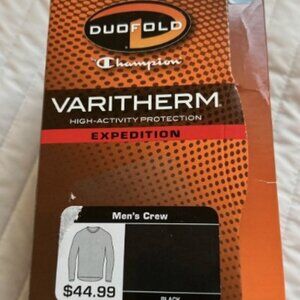 DUOFOLD
Champion
VARITHERM
HIGH-ACTIVITY PROTECTION
EXPEDITION
Men's Crew
$44.99
BLACK